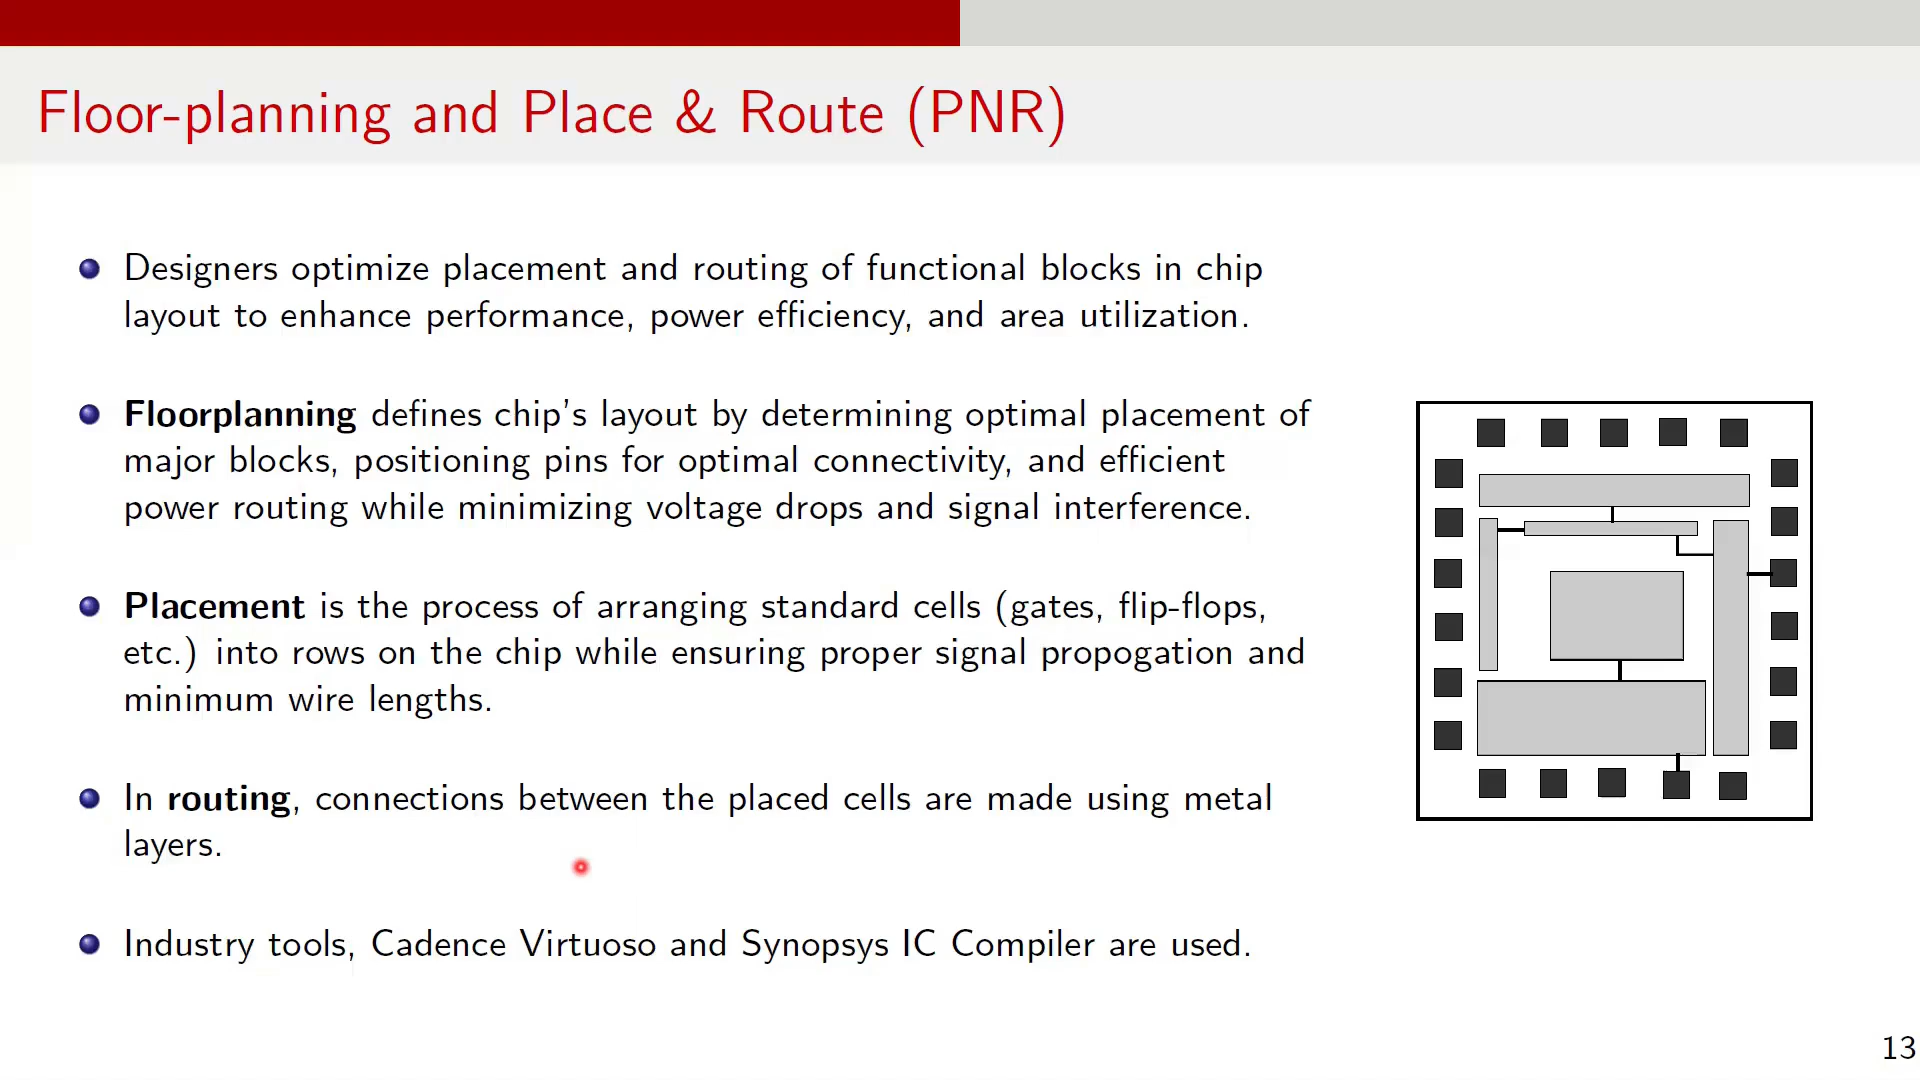 Floor-planning and Place & Route (PNR)
Designers optimize placement and routing of functional blocks in chip
layout to enhance performance, power efficiency, and area utilization.
Floorplanning defines chip's layout by determining optimal placement of
major blocks, positioning pins for optimal connectivity, and efficient
power routing while minimizing voltage drops and signal interference.
Placement is the process of arranging standard cells (gates, flip-flops,
etc.) into rows on the chip while ensuring proper signal propogation and
minimum wire lengths.
In routing, connections between the placed cells are made using metal
layers.
Industry tools, Cadence Virtuoso and Synopsys IC Compiler are used.
13